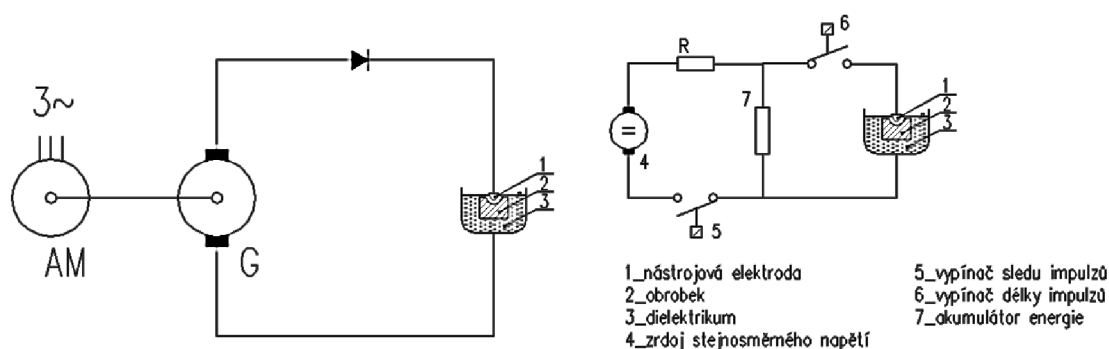 3~
AM
G
1
2
3
R
6
7
=
4
5
1
2
3
1_nástrojová elektroda
2_obrobek
3_dielektrikum
4_zrdoj stejnosměrného napětí
5_vypínač sledu impulzů
6_vypínač délky impulzů
7_akumulátor energie